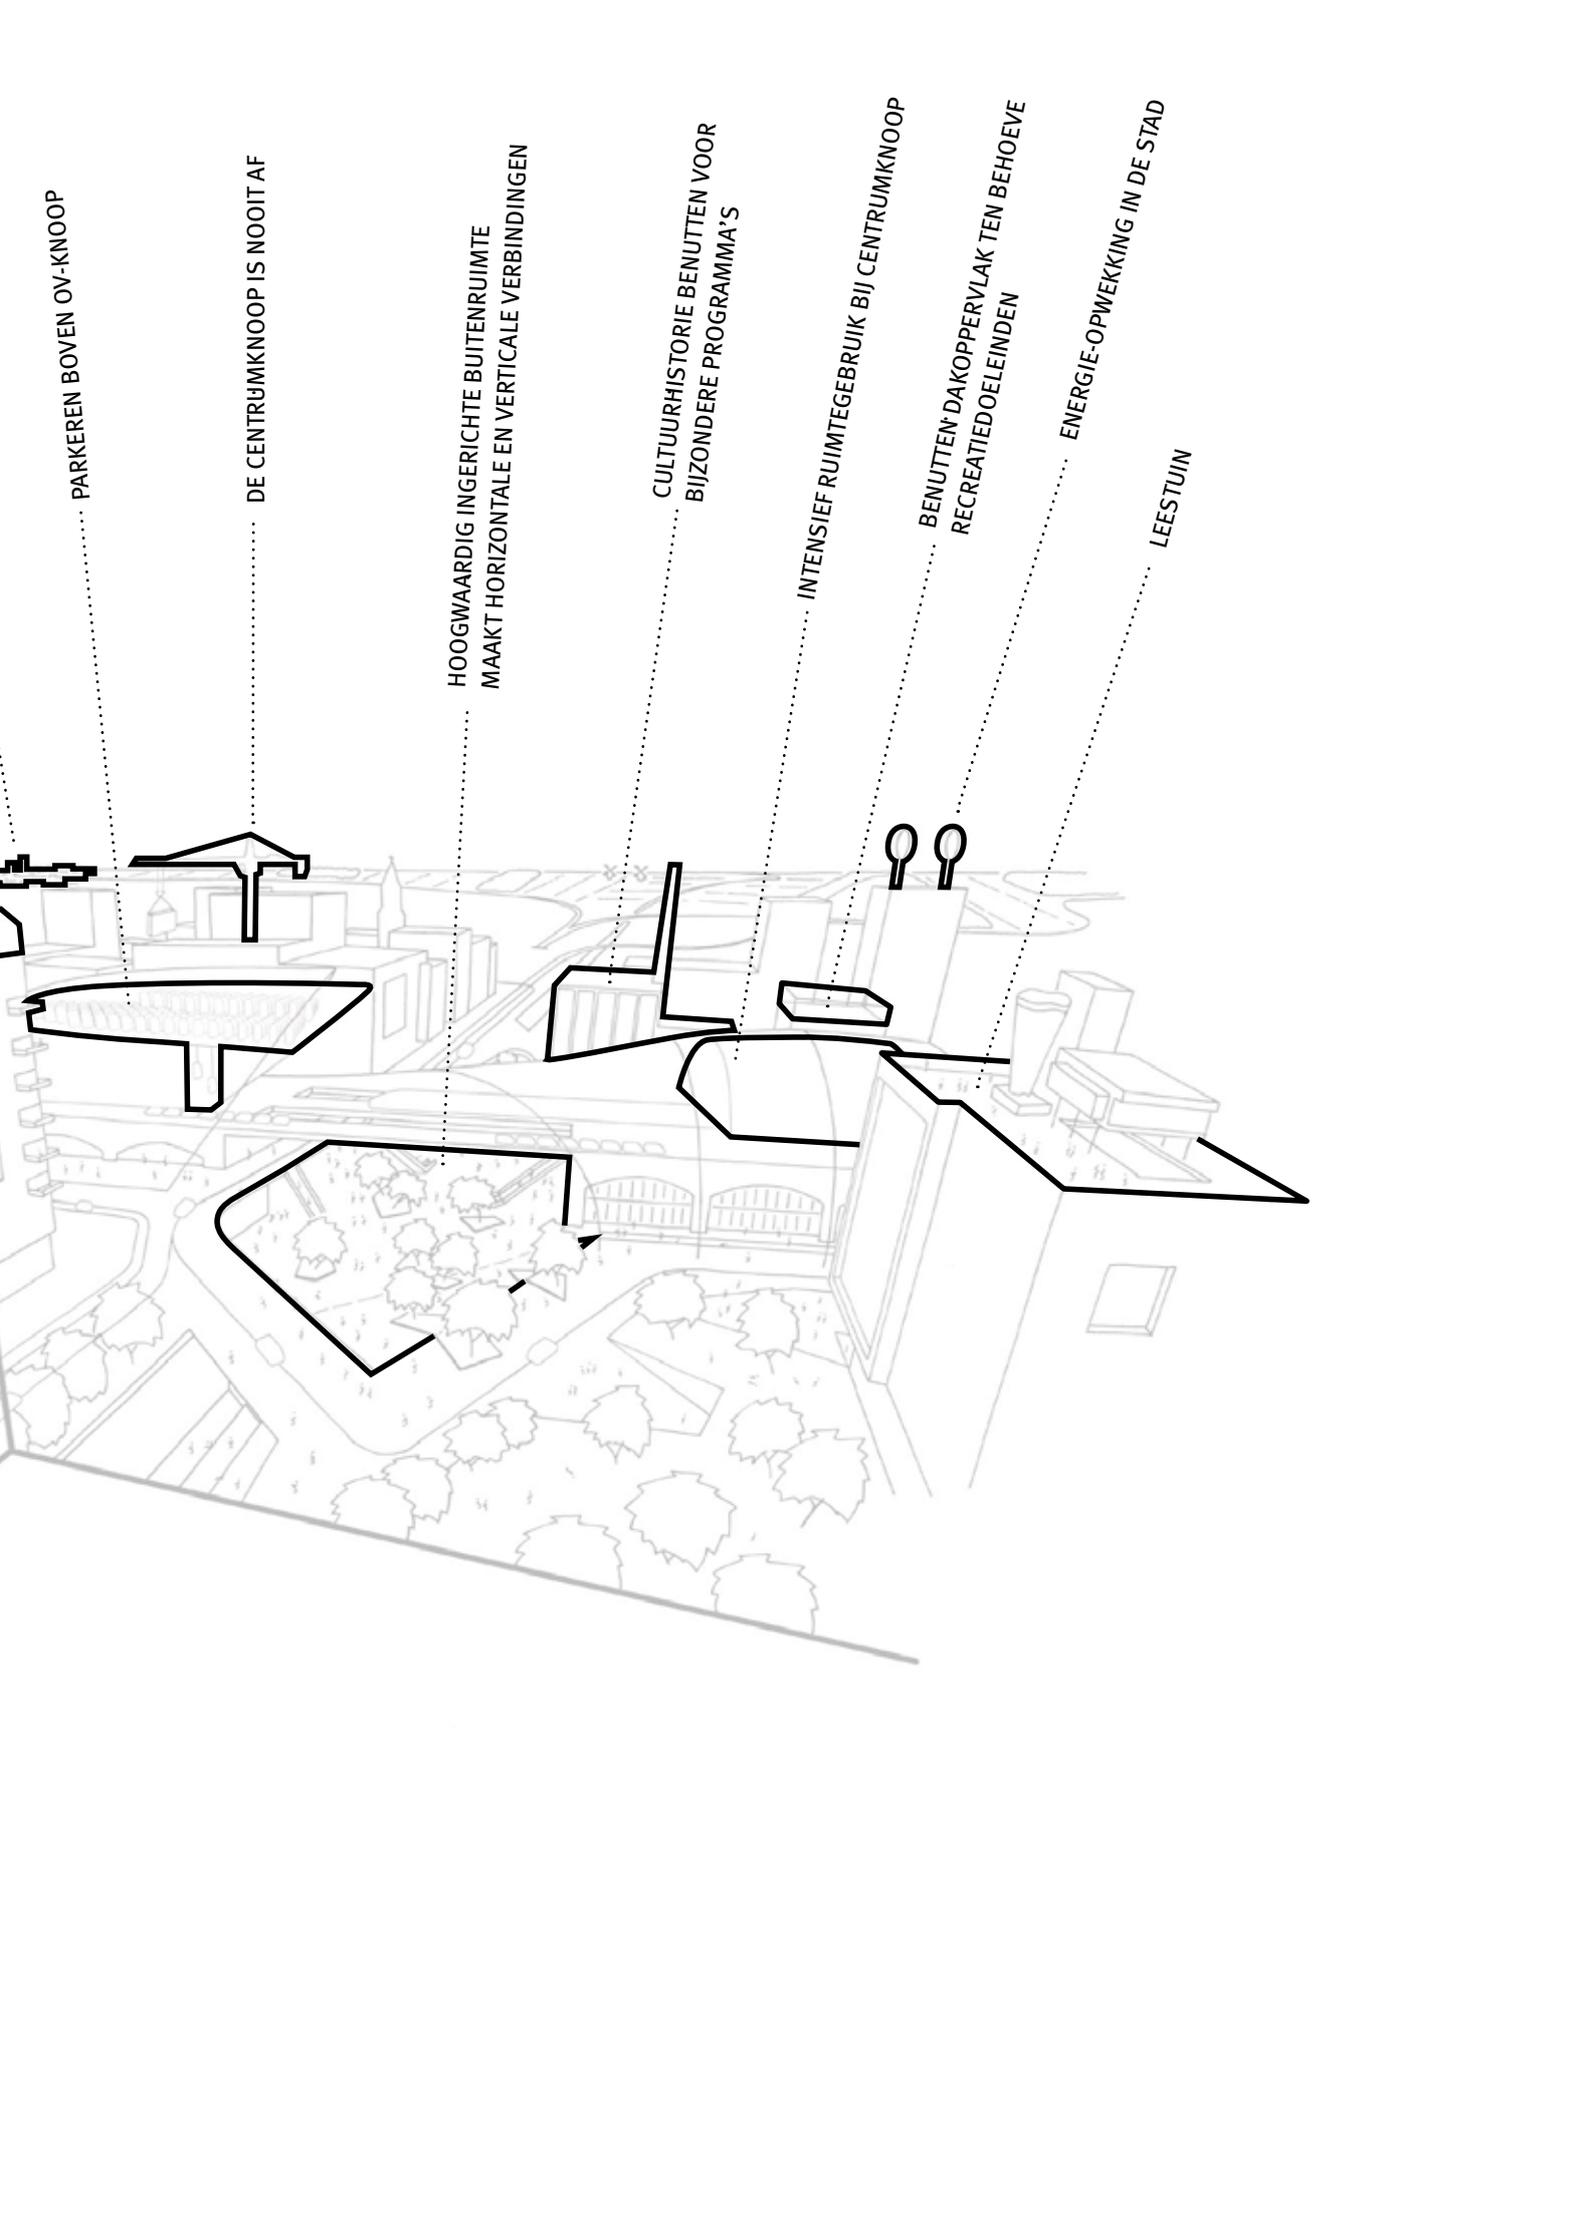 PARKEREN BOVEN OV-KNOOP
DE CENTRUMKNOOP IS NOOIT AF
HOOGWAARDIG INGERICHTE BUITENRUIMTE
MAAKT HORIZONTALE EN VERTICALE VERBINDINGEN
CULTUURHISTORIE BENUTTEN VOOR
BIJZONDERE PROGRAMMA'S
INTENSIEF RUIMTEGEBRUIK BIJ CENTRUMKNOOP
BENUTTEN DAKOPPERVLAK TEN BEHOEVE
RECREATIEDOELEINDEN
ENERGIE-OPWEKKING IN DE STAD
LEESTUIN